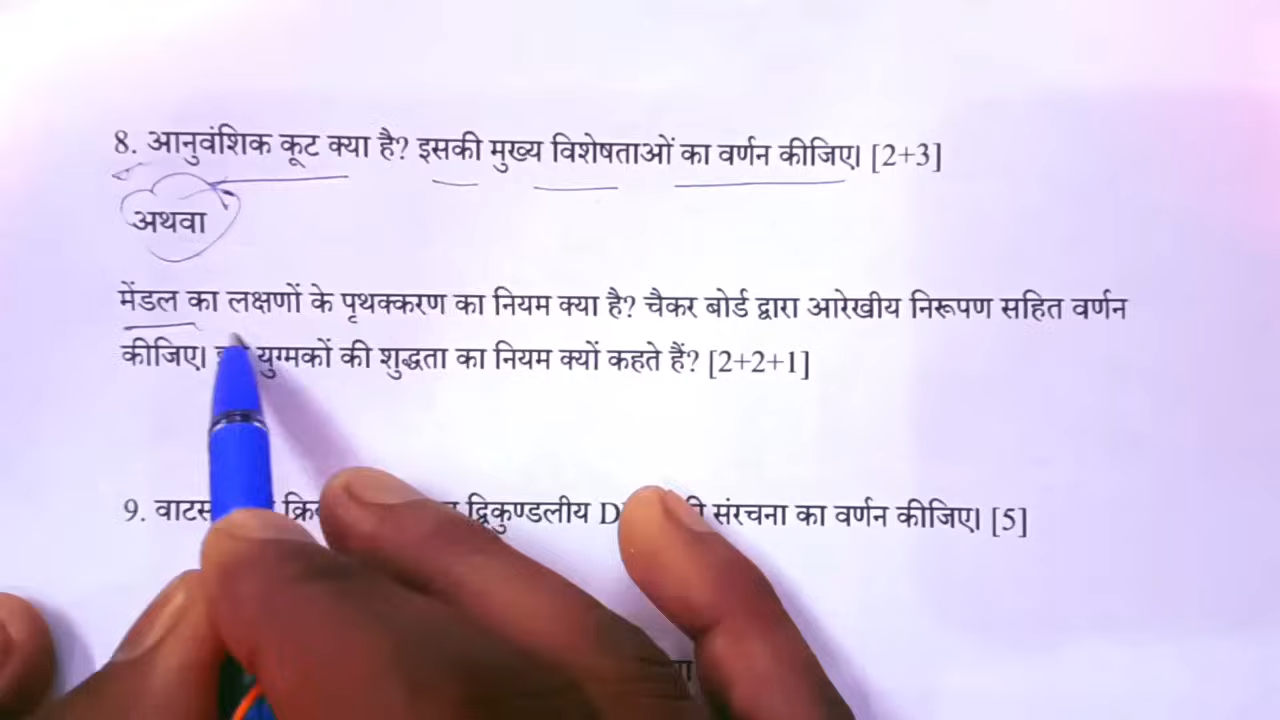 8. आनुवंशिक कूट क्या है? इसकी मुख्य विशेषताओं का वर्णन कीजिए। [2+3]
अथवा
मेंडल का लक्षणों के पृथक्करण का नियम क्या है? चैकर बोर्ड द्वारा आरेखीय निरूपण सहित वर्णन
कीजिए। युग्मकों की शुद्धता का नियम क्यों कहते हैं? [2+2+1]
9. द्विकुण्डलीय संरचना का वर्णन कीजिए। [5]